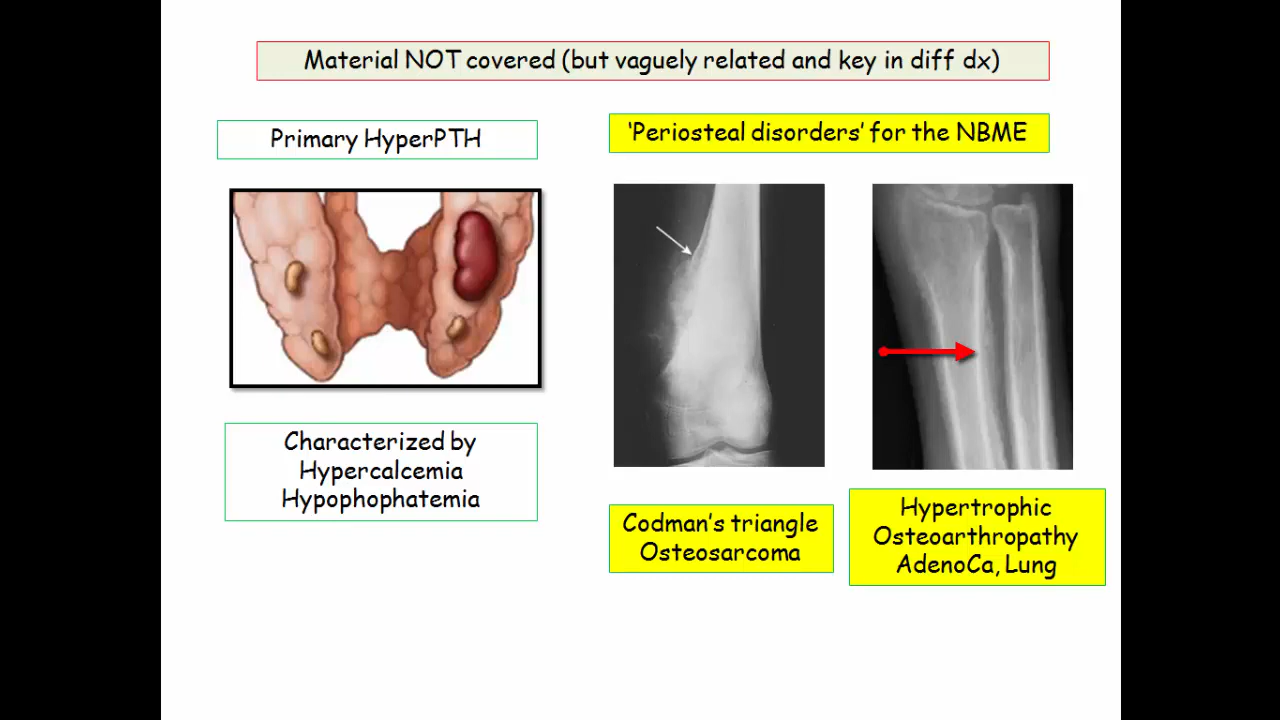 Material NOT covered (but vaguely related and key in diff dx)
Primary HyperPTH
'Periosteal disorders' for the NBME
Characterized by
Hypercalcemia
Hypophophatemia
Codman's triangle
Osteosarcoma
Hypertrophic
Osteoarthropathy
AdenoCa, Lung